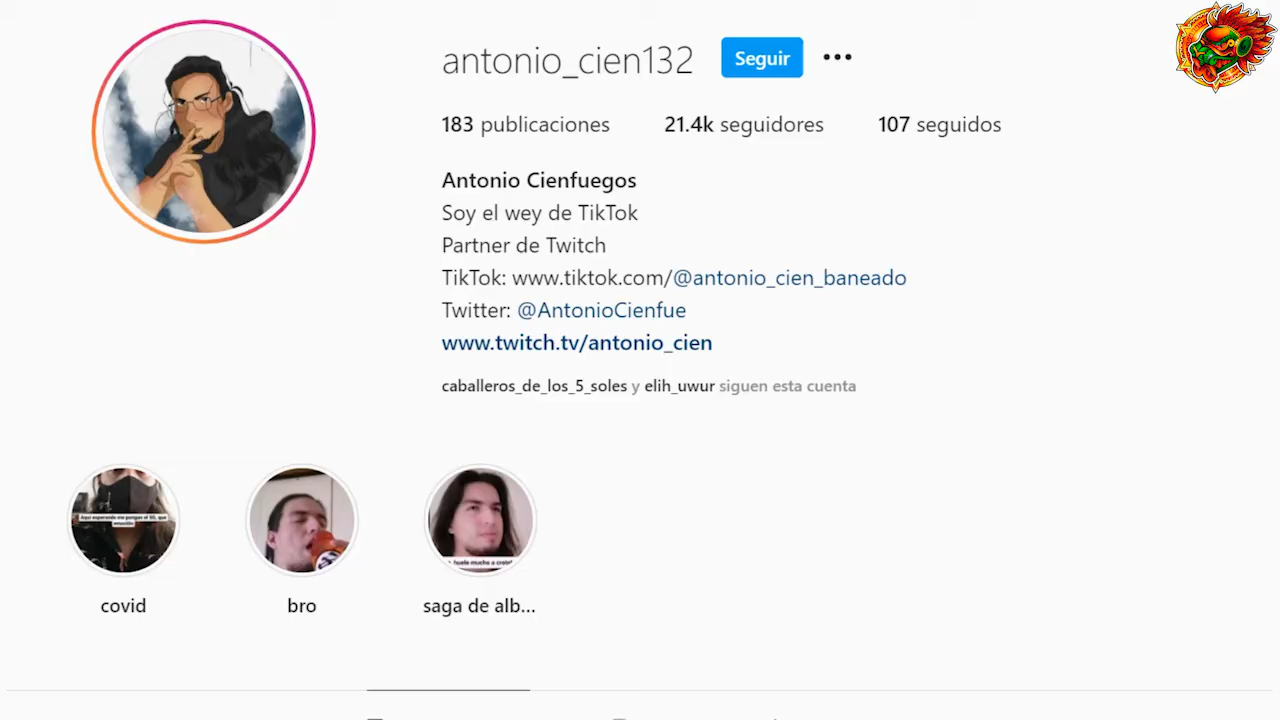 antonio_cien132 Seguir
183 publicaciones 21.4k seguidores 107 seguidos
Antonio Cienfuegos
Soy el wey de TikTok
Partner de Twitch
TikTok: www.tiktok.com/@antonio_cien_baneado
Twitter: @AntonioCienfue
www.twitch.tv/antonio_cien
caballeros_de_los_5_soles y elih_uwur siguen esta cuenta
huele mucho a
covid bro saga de alb...